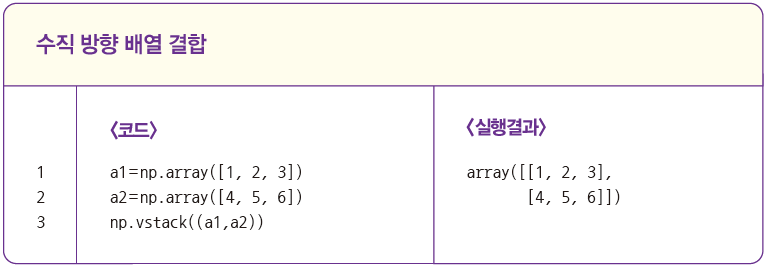 수직 방향 배열 결합
<코드>
1 a1=np.array([1, 2, 3])
2 a2=np.array([4, 5, 6])
3 np.vstack((a1,a2))
<실행결과>
array([[1, 2, 3],
[4, 5, 6]])